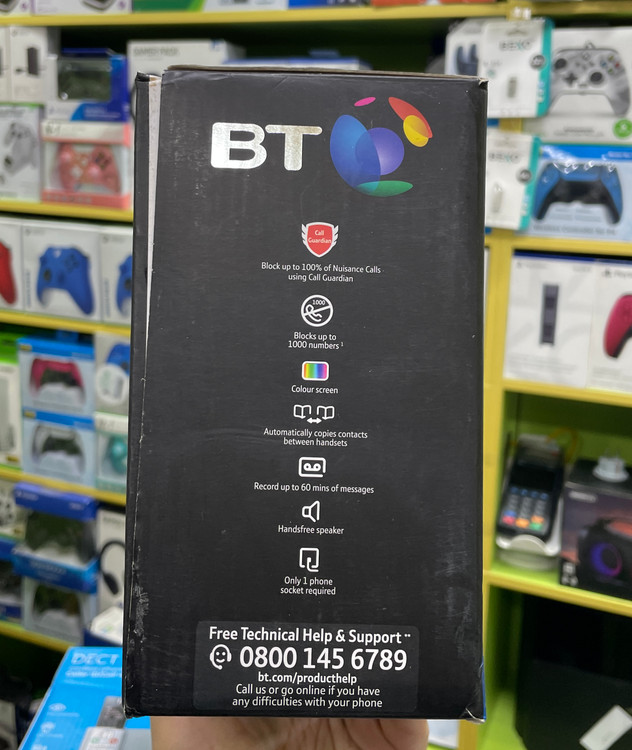 BT
Call
Guardian
Block up to 100% of Nuisance Calls
using Call Guardian
1000
Blocks up to
1000 numbers¹
Colour screen
Automatically copies contacts
between handsets
Record up to 60 mins of messages
Handsfree speaker
Only 1 phone
socket required
Free Technical Help & Support **
0800 145 6789
bt.com/producthelp
Call us or go online if you have
any difficulties with your phone
DECT